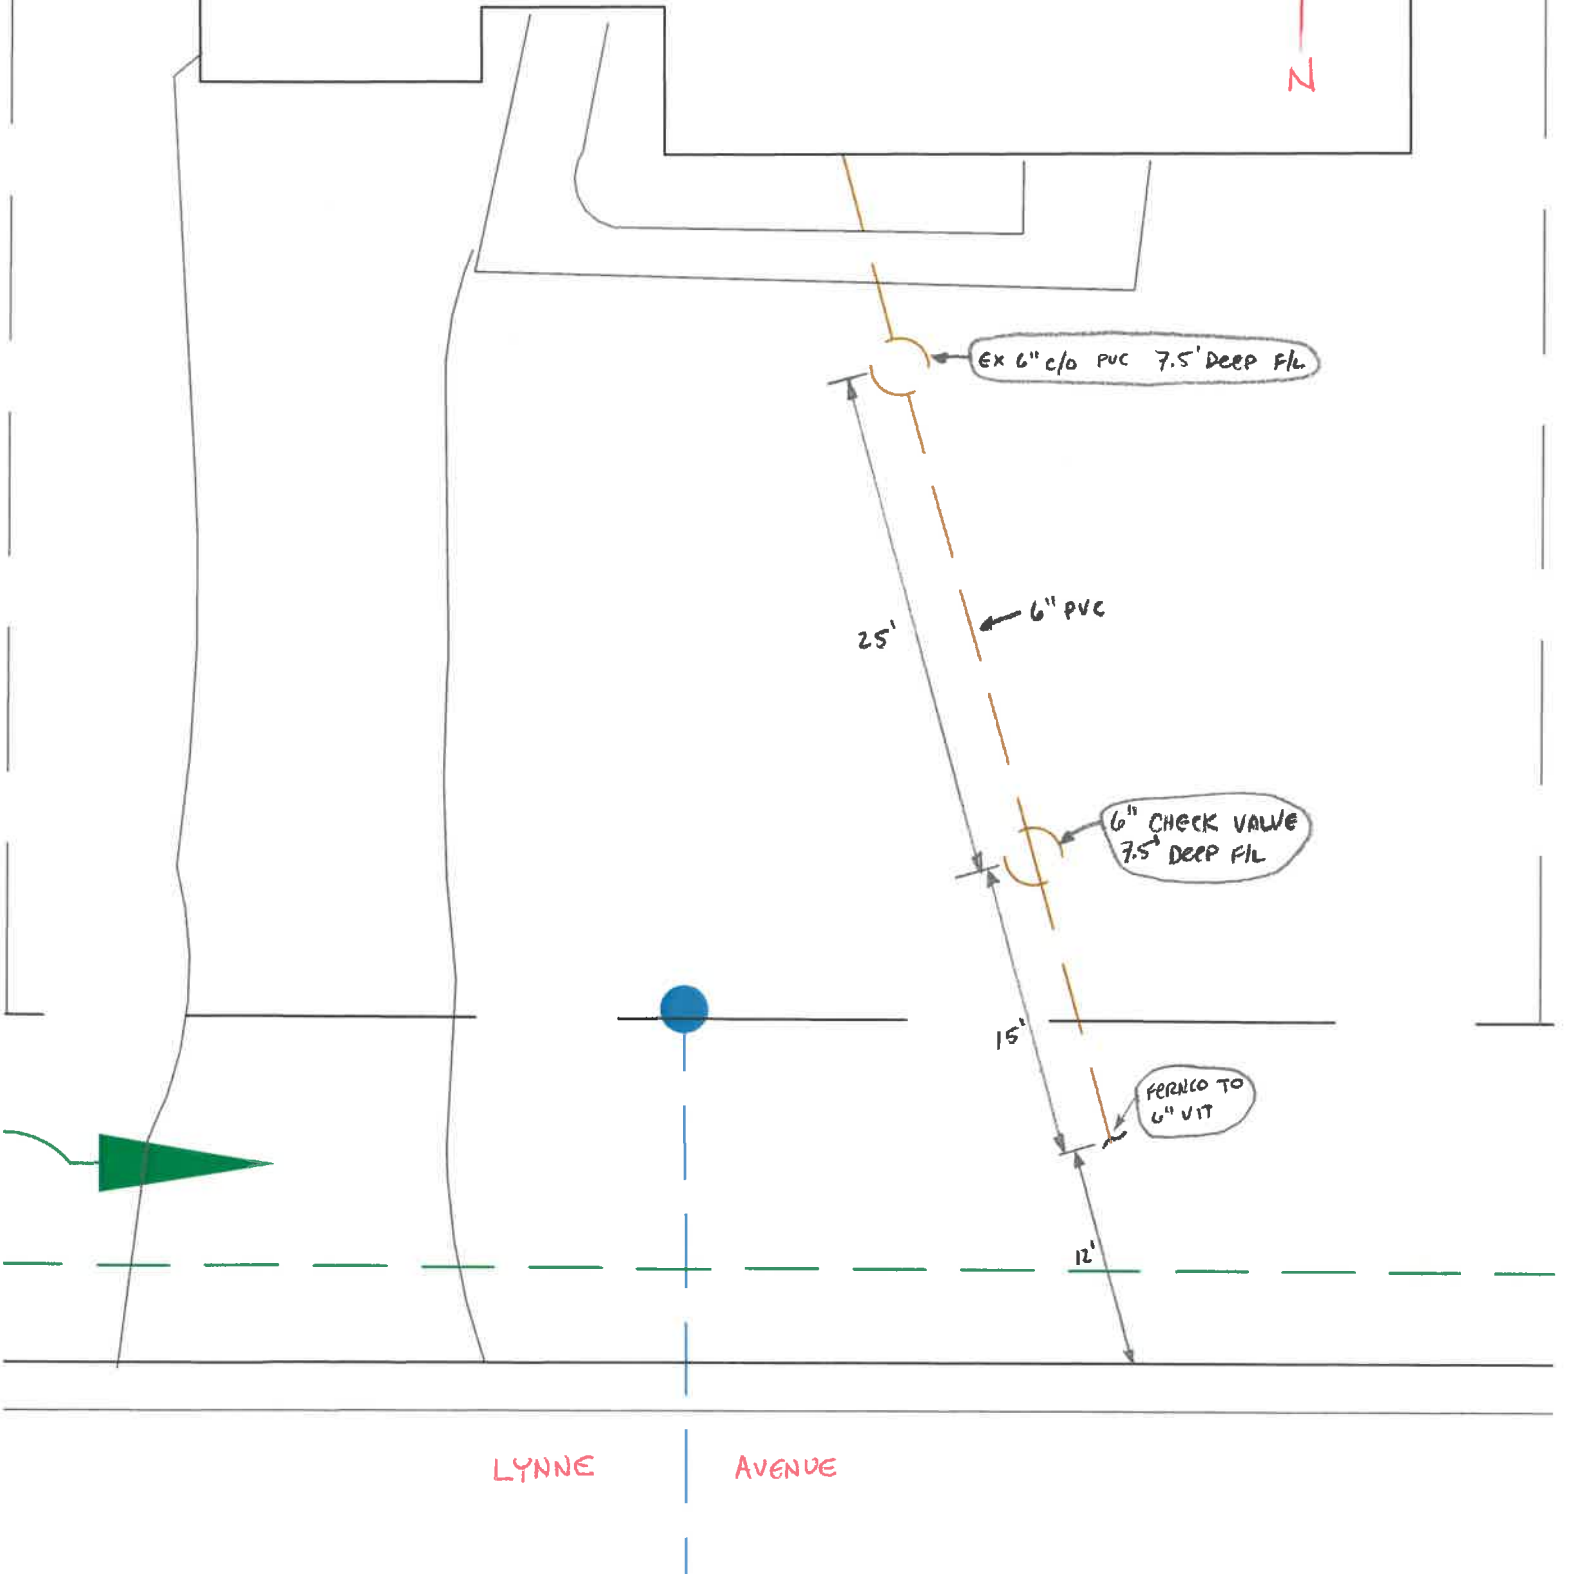 N
EX 6" c/o PVC 7.5' DEEP F/L
6" PVC
25'
6" CHECK VALVE
7.5' DEEP F/L
15'
FERNCO TO
6" VIT
12'
LYNNE AVENUE